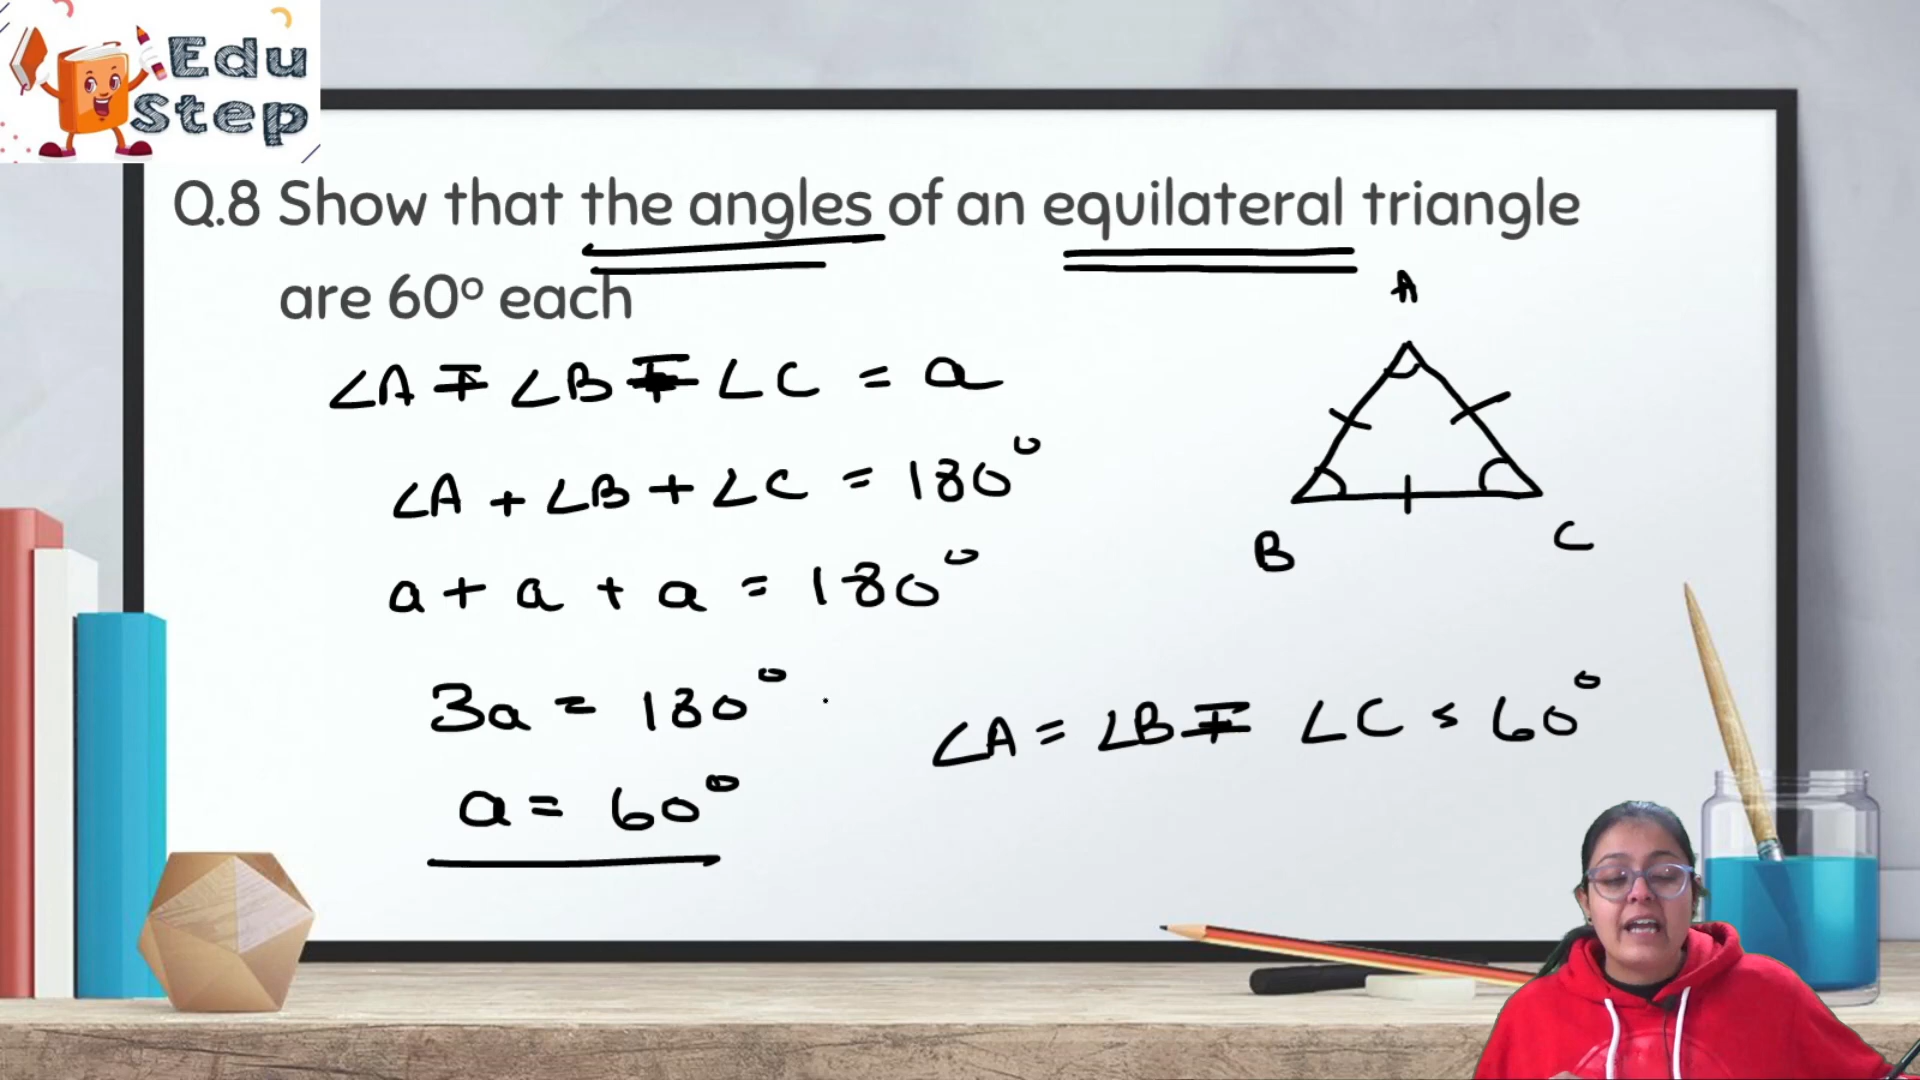 Edu
Step
Q.8 Show that the angles of an equilateral triangle
are 60° each
A
∠A = ∠B = ∠C = a
∠A + ∠B + ∠C = 180°
a + a + a = 180°
B
C
3a = 180°
∠A = ∠B = ∠C = 60°
a = 60°